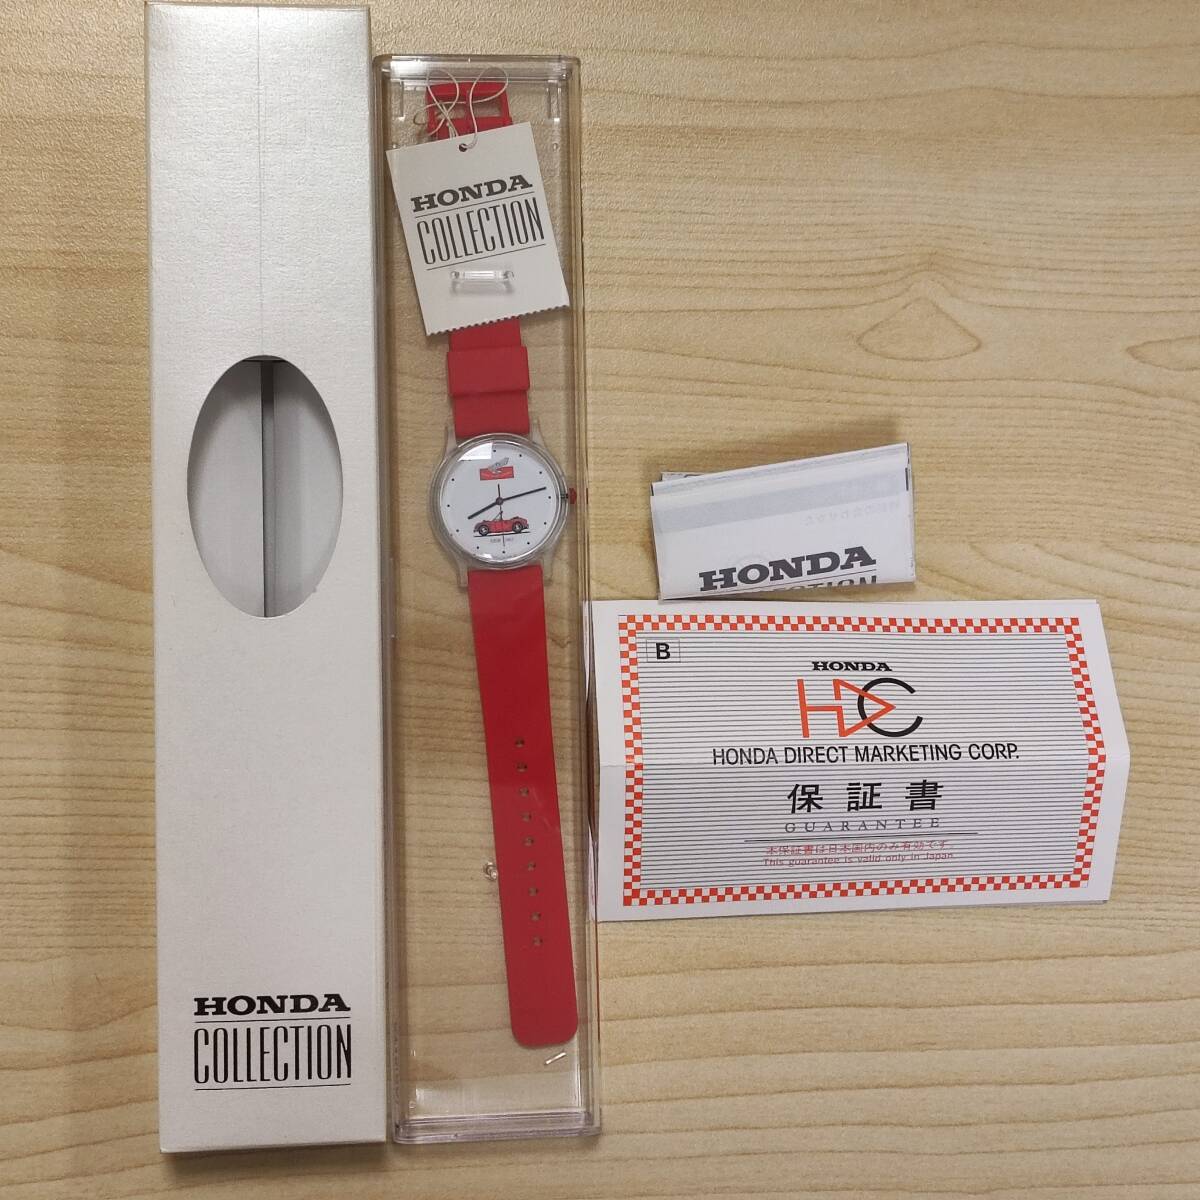 HONDA
COLLECTION
HONDA
COLLECTION
HONDA
COLLECTION
B
HONDA
HDC
HONDA DIRECT MARKETING CORP.
保証書
GUARANTEE
本保証書は日本国内のみ有効です。
This guarantee is valid only in Japan.